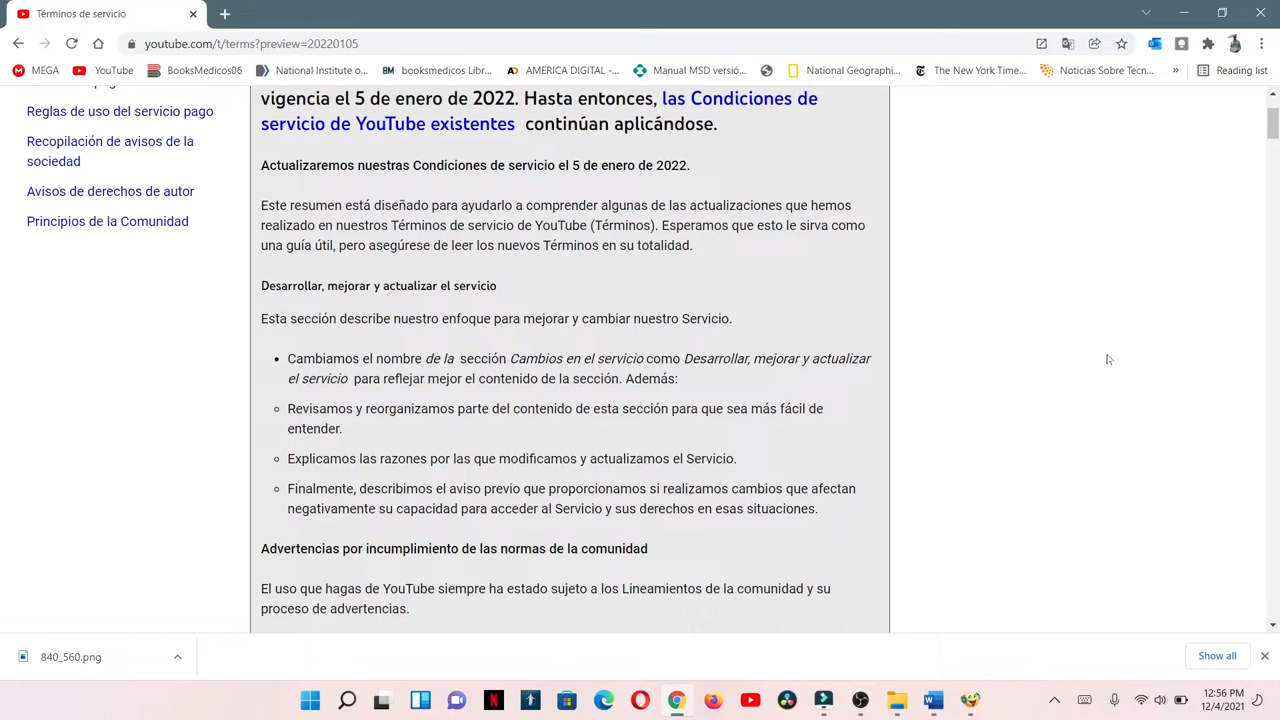 Términos de servicio
youtube.com/t/terms?preview=20220105
MEGA
YouTube
BooksMedicos06
National Institute o...
booksmedicos Libr...
AMERICA DIGITAL -...
Manual MSD versió...
National Geographi...
The New York Time...
Noticias Sobre Tecn...
»
Reading list
Reglas de uso del servicio pago
Recopilación de avisos de la
sociedad
Avisos de derechos de autor
Principios de la Comunidad
vigencia el 5 de enero de 2022. Hasta entonces, las Condiciones de
servicio de YouTube existentes continúan aplicándose.
Actualizaremos nuestras Condiciones de servicio el 5 de enero de 2022.
Este resumen está diseñado para ayudarlo a comprender algunas de las actualizaciones que hemos
realizado en nuestros Términos de servicio de YouTube (Términos). Esperamos que esto le sirva como
una guía útil, pero asegúrese de leer los nuevos Términos en su totalidad.
Desarrollar, mejorar y actualizar el servicio
Esta sección describe nuestro enfoque para mejorar y cambiar nuestro Servicio.
Cambiamos el nombre de la sección Cambios en el servicio como Desarrollar, mejorar y actualizar
el servicio para reflejar mejor el contenido de la sección. Además:
Revisamos y reorganizamos parte del contenido de esta sección para que sea más fácil de
entender.
Explicamos las razones por las que modificamos y actualizamos el Servicio.
Finalmente, describimos el aviso previo que proporcionamos si realizamos cambios que afectan
negativamente su capacidad para acceder al Servicio y sus derechos en esas situaciones.
Advertencias por incumplimiento de las normas de la comunidad
El uso que hagas de YouTube siempre ha estado sujeto a los Lineamientos de la comunidad y su
proceso de advertencias.
840_560.png
Show all
12:56 PM
12/4/2021